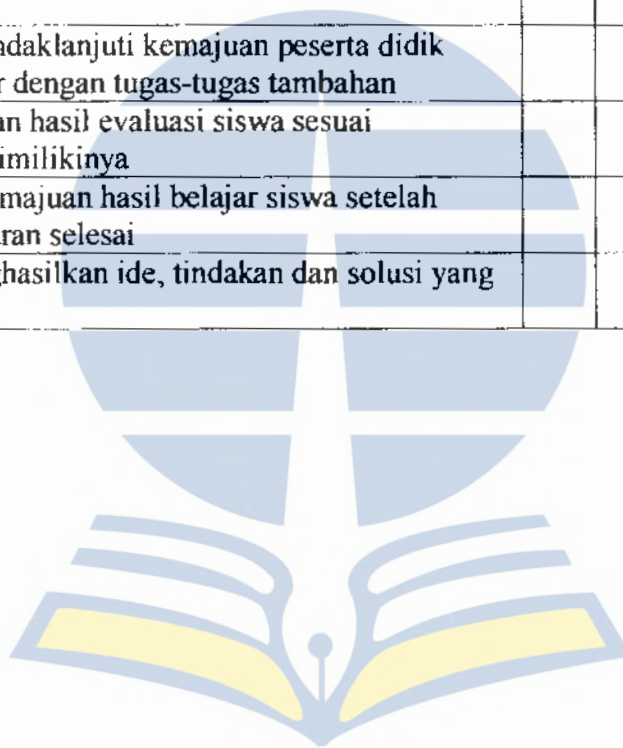 daklanjuti kemajuan peserta didik
dengan tugas-tugas tambahan
an hasil evaluasi siswa sesuai
imilikinya
majuan hasil belajar siswa setelah
ran selesai
hasilkan ide, tindakan dan solusi yang